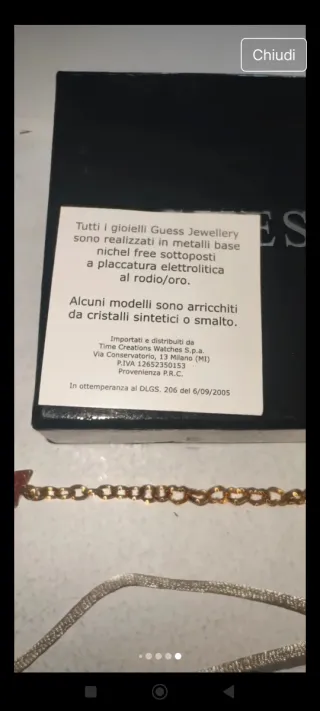 Chiudi
ES
Tutti i gioielli Guess Jewellery
sono realizzati in metalli base
nichel free sottoposti
a placcatura elettrolitica
al rodio/oro.
Alcuni modelli sono arricchiti
da cristalli sintetici o smalto.
Importati e distribuiti da
Time Creations Watches S.p.a.
Via Conservatorio, 13 Milano (MI)
P.IVA 12652350153
Provenienza P.R.C.
In ottemperanza al DLGS. 206 del 6/09/2005